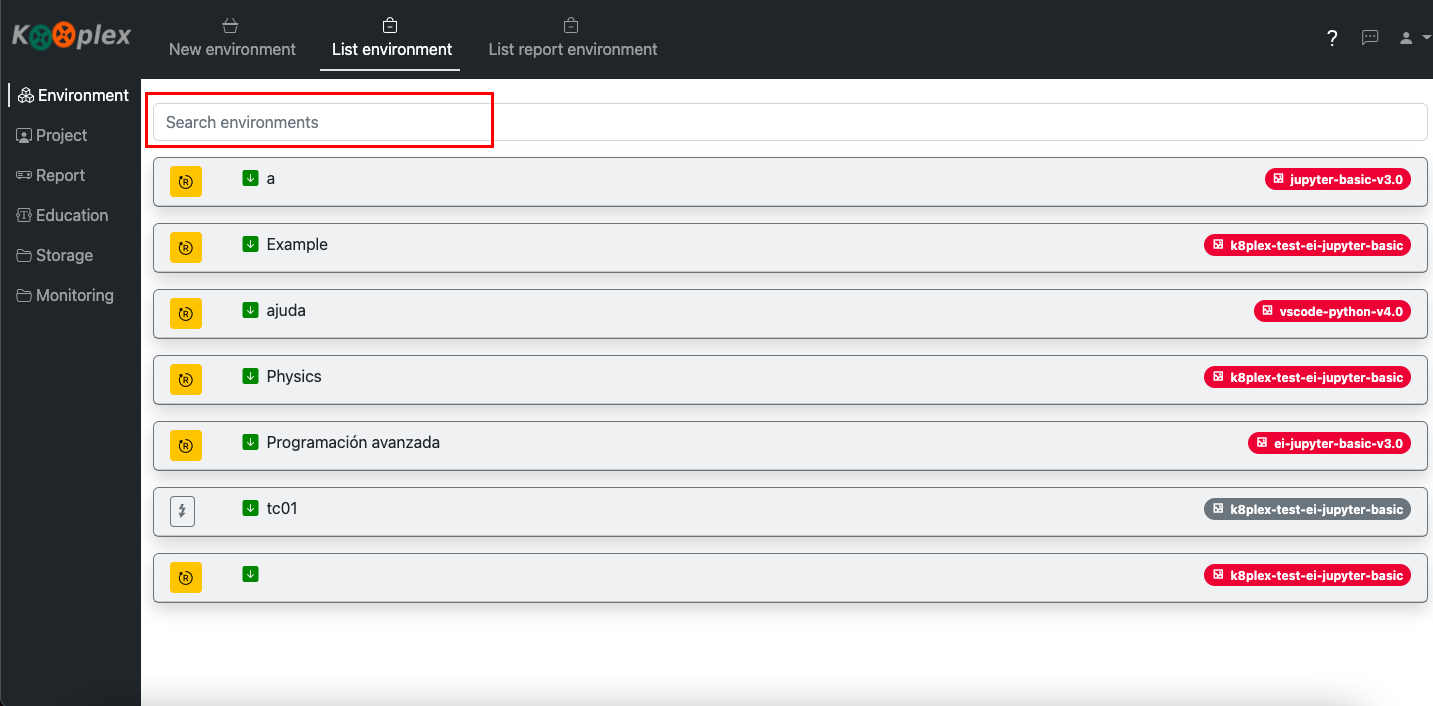 Kooplex
New environment
List environment
List report environment
?
Environment
Project
Report
Education
Storage
Monitoring
Search environments
R a jupyter-basic-v3.0
R Example k8plex-test-ei-jupyter-basic
R ajuda vscode-python-v4.0
R Physics k8plex-test-ei-jupyter-basic
R Programación avanzada ei-jupyter-basic-v3.0
tc01 k8plex-test-ei-jupyter-basic
R k8plex-test-ei-jupyter-basic